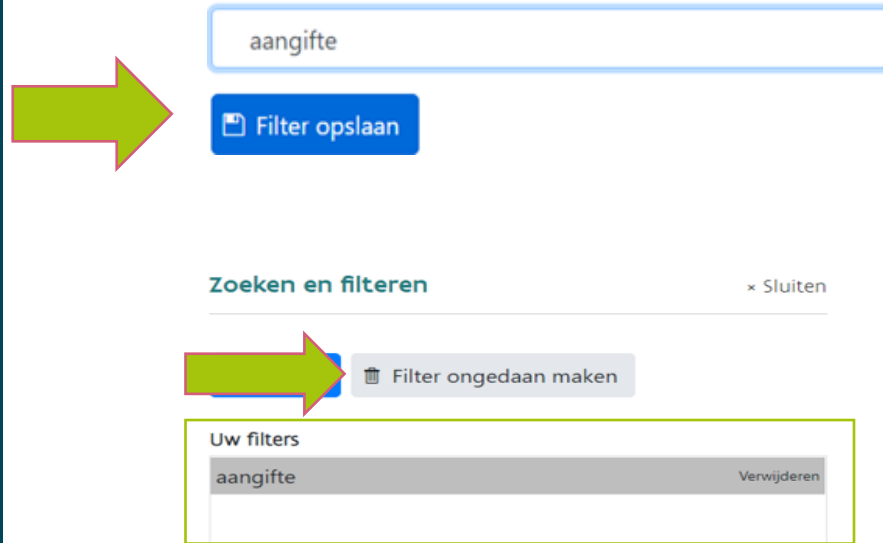 aangifte
Filter opslaan
Zoeken en filteren
× Sluiten
Filter ongedaan maken
Uw filters
aangifte
Verwijderen